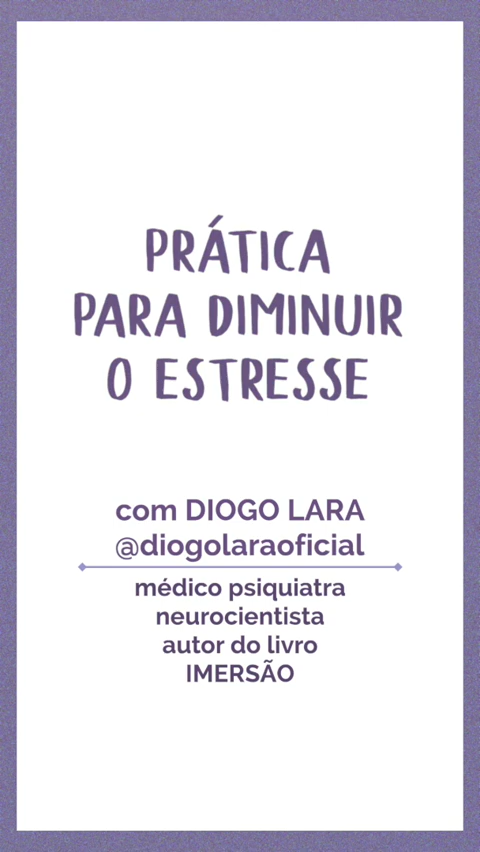 PRÁTICA
PARA DIMINUIR
O ESTRESSE
com DIOGO LARA
@diogolaraoficial
médico psiquiatra
neurocientista
autor do livro
IMERSÃO